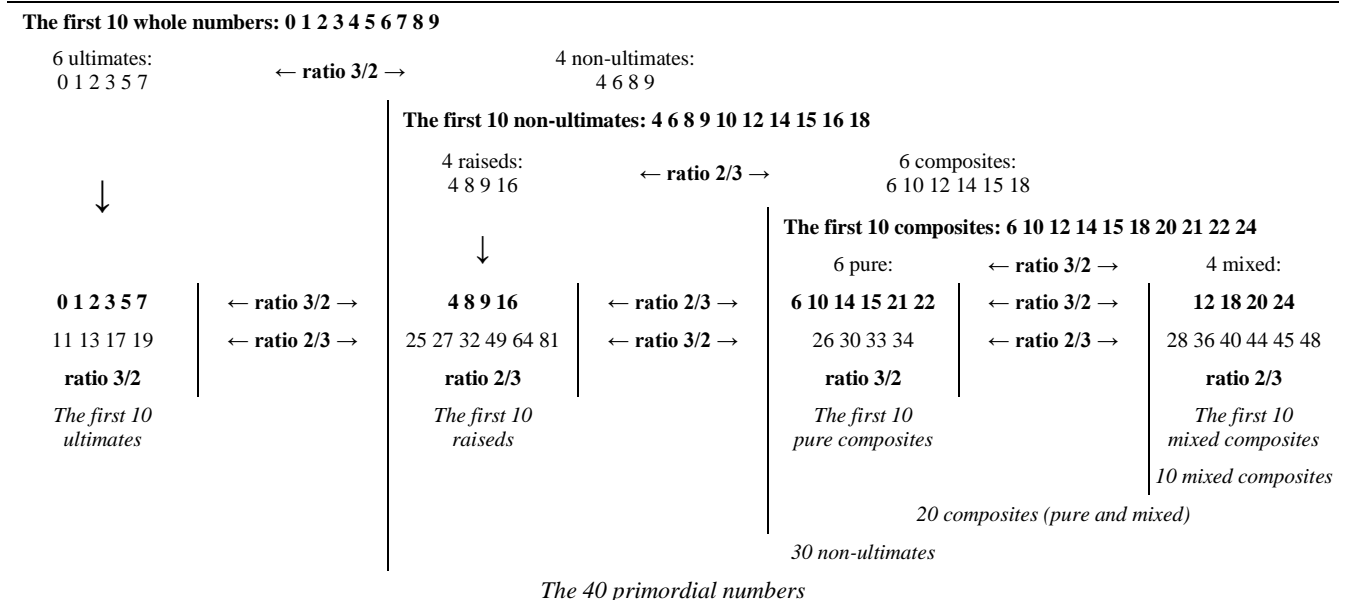 The first 10 whole numbers: 0 1 2 3 4 5 6 7 8 9
6 ultimates:
0 1 2 3 5 7
← ratio 3/2 →
4 non-ultimates:
4 6 8 9
The first 10 non-ultimates: 4 6 8 9 10 12 14 15 16 18
↓
4 raiseds:
4 8 9 16
← ratio 2/3 →
6 composites:
6 10 12 14 15 18
The first 10 composites: 6 10 12 14 15 18 20 21 22 24
↓
6 pure: ← ratio 3/2 → 4 mixed:
0 1 2 3 5 7 ← ratio 3/2 → 4 8 9 16 ← ratio 2/3 → 6 10 14 15 21 22 ← ratio 3/2 → 12 18 20 24
11 13 17 19 ← ratio 2/3 → 25 27 32 49 64 81 ← ratio 3/2 → 26 30 33 34 ← ratio 2/3 → 28 36 40 44 45 48
ratio 3/2 ratio 2/3 ratio 3/2 ratio 2/3
The first 10
ultimates
The first 10
raiseds
The first 10
pure composites
The first 10
mixed composites
10 mixed composites
20 composites (pure and mixed)
30 non-ultimates
The 40 primordial numbers